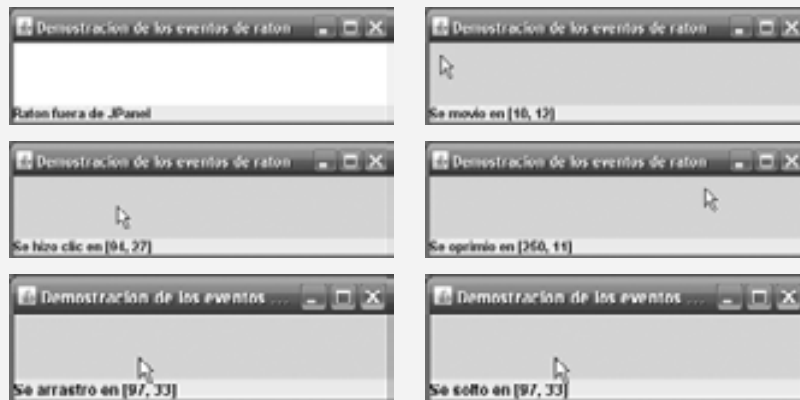 Demostracion de los eventos de raton
Raton fuera de JPanel
Demostracion de los eventos de raton
Se movio en [10, 12]
Demostracion de los eventos de raton
Se hizo clic en [94, 27]
Demostracion de los eventos de raton
Se oprimio en [250, 11]
Demostracion de los eventos ...
Se arrastro en [97, 33]
Demostracion de los eventos ...
Se solto en [97, 33]